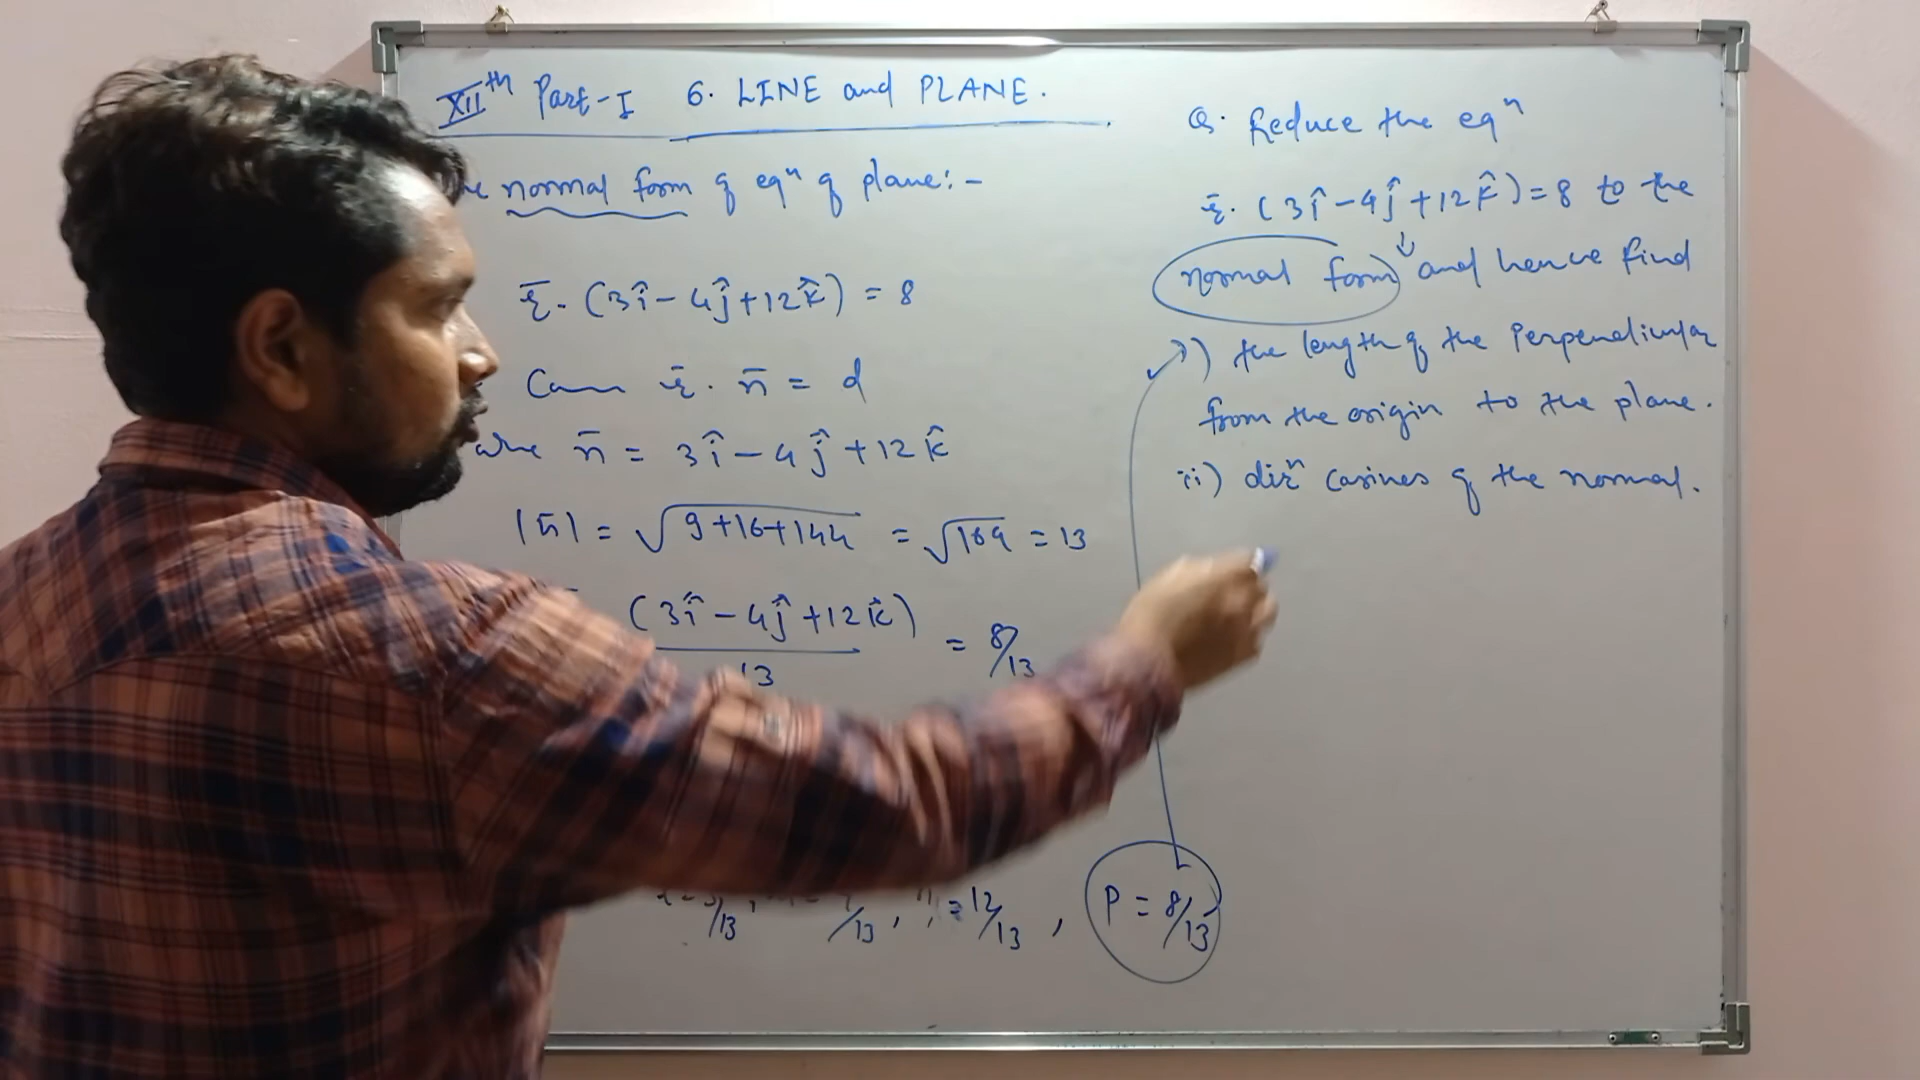 XIIth Part-I 6. LINE and PLANE.
normal form of eqn of plane:-
r̄. (3î-4ĵ+12k̂) = 8
Can r̄. n̄ = d
n̄ = 3î-4ĵ+12k̂
|n̄| = √9+16+144 = √169 = 13
(3î-4ĵ+12k̂)
13
= 8/13
/13, /13, n = 12/13, P = 8/13
Q. Reduce the eqn
r̄. (3î-4ĵ+12k̂)=8 to the
normal form and hence find
i) the length of the Perpendicular
from the origin to the plane.
ii) dirn cosines of the normal.